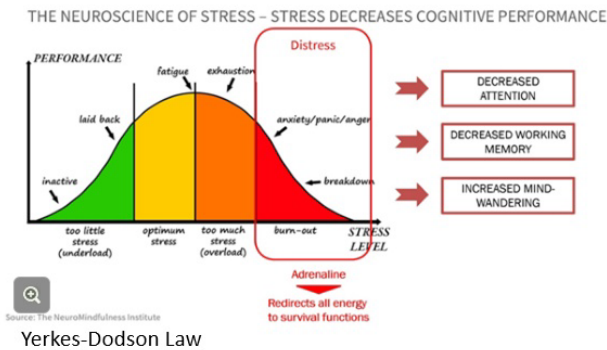 THE NEUROSCIENCE OF STRESS – STRESS DECREASES COGNITIVE PERFORMANCE
Distress
PERFORMANCE
fatigue
exhaustion
laid back
anxiety/panic/anger
inactive
breakdown
too little
stress
(underload)
optimum
stress
too much
stress
(overload)
burn-out
STRESS
LEVEL
DECREASED
ATTENTION
DECREASED WORKING
MEMORY
INCREASED MIND-
WANDERING
Adrenaline
Redirects all energy
to survival functions
Source: The NeuroMindfulness Institute
Yerkes-Dodson Law